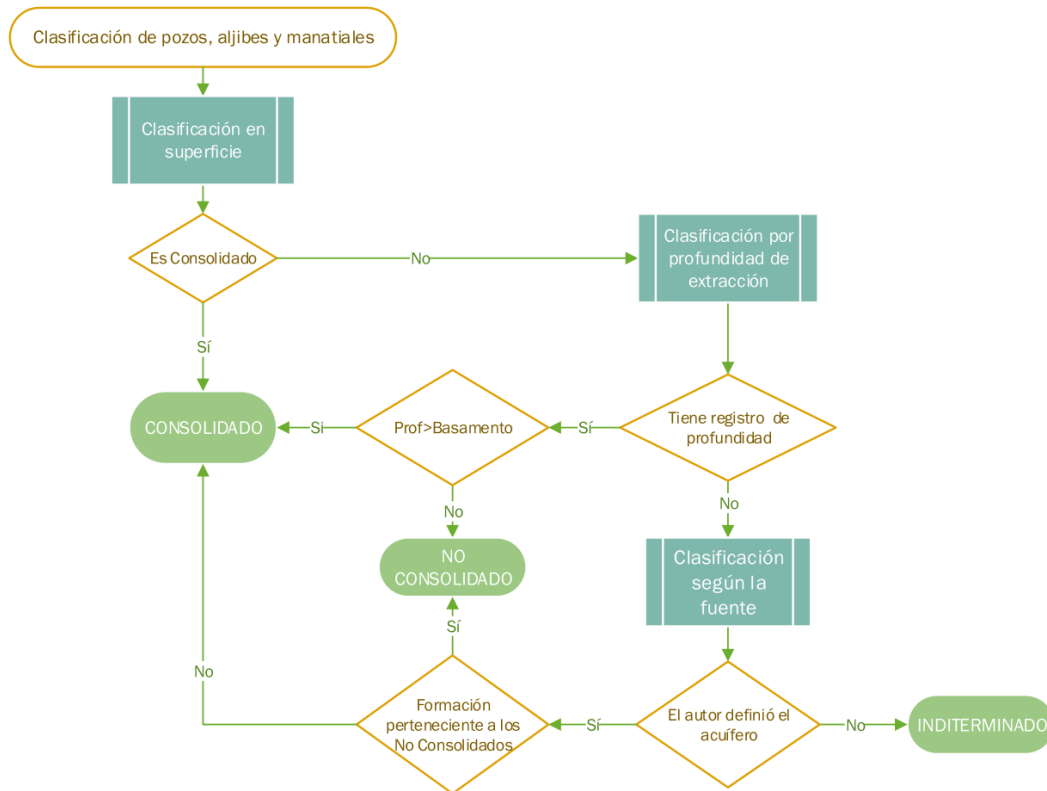 Clasificación de pozos, aljibes y manatiales
Clasificación en
superficie
Es Consolidado
No
Clasificación por
profundidad de
extracción
Sí
CONSOLIDADO
Si
Prof>Basamento
Sí
Tiene registro de
profundidad
No
No
NO
CONSOLIDADO
Clasificación
según la
fuente
Sí
No
Formación
perteneciente a los
No Consolidados
Sí
El autor definió el
acuífero
No
INDITERMINADO